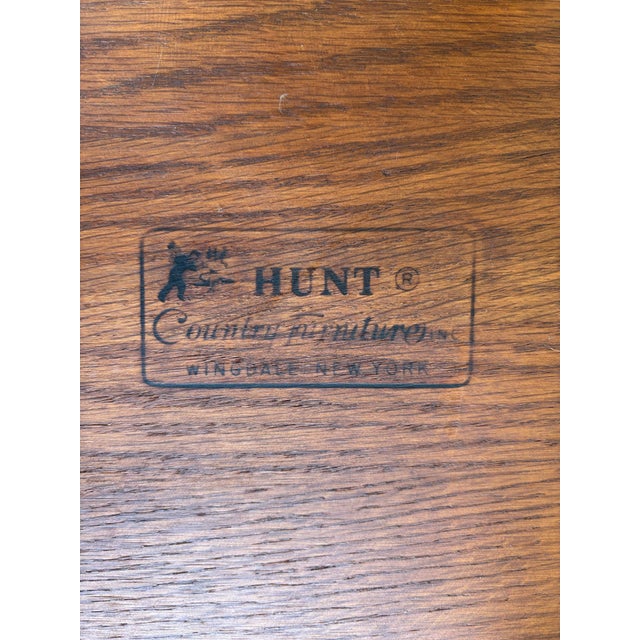 HUNT ®
Country Furniture, INC
WINGDALE NEW YORK